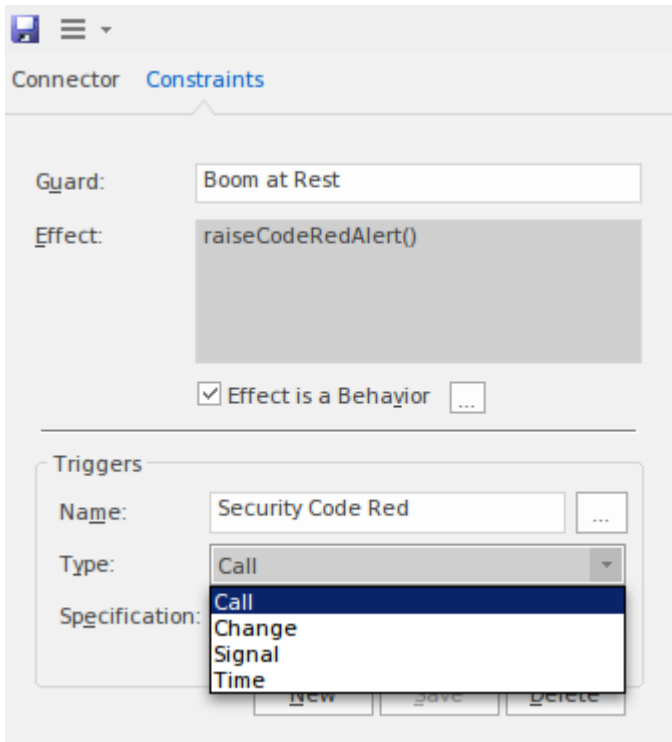 Connector Constraints
Guard: Boom at Rest
Effect: raiseCodeRedAlert()
Effect is a Behavior ...
Triggers
Name: Security Code Red ...
Type: Call
Call
Change
Specification: Signal
Time
New Save Delete